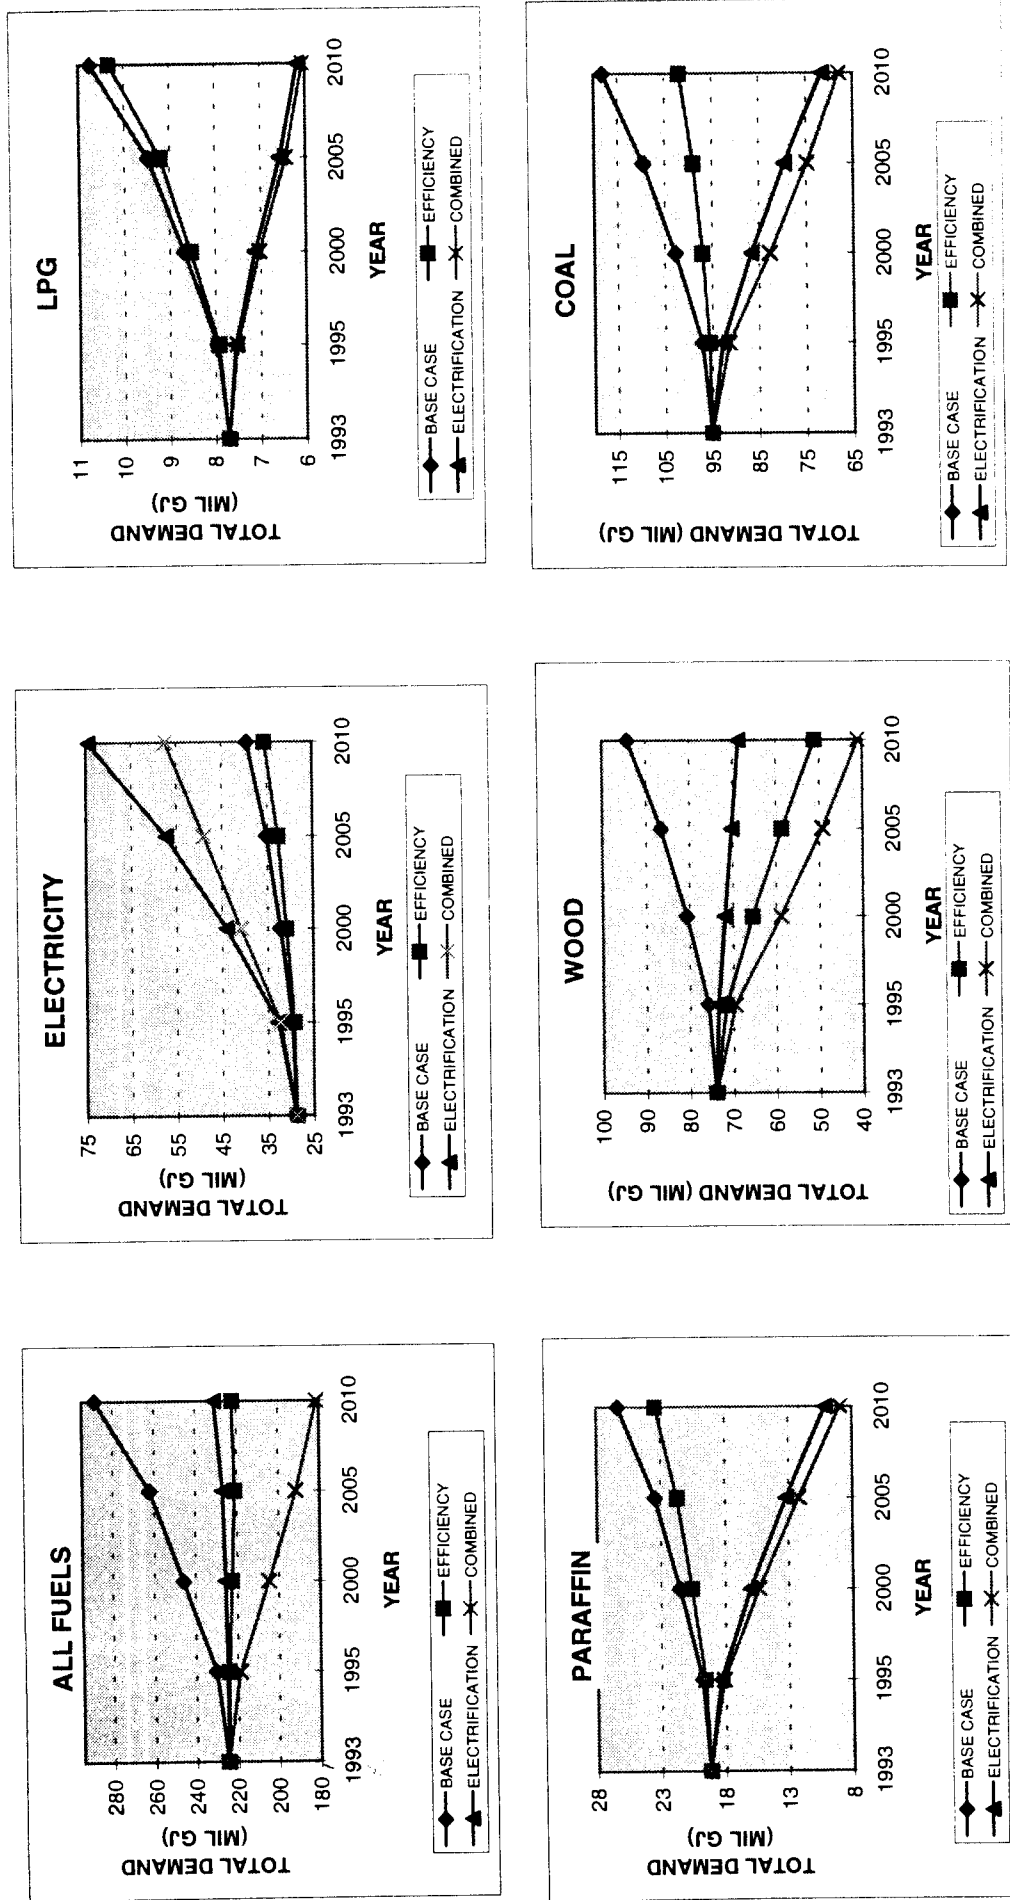 ALL FUELS
TOTAL DEMAND
(MIL GJ)
280
260
240
220
200
180
1993
1995
2000
2005
2010
YEAR
BASE CASE
EFFICIENCY
ELECTRIFICATION
COMBINED
ELECTRICITY
TOTAL DEMAND
(MIL GJ)
75
65
55
45
35
25
1993
1995
2000
2005
2010
YEAR
BASE CASE
EFFICIENCY
ELECTRIFICATION
COMBINED
LPG
TOTAL DEMAND
(MIL GJ)
11
10
9
8
7
6
1993
1995
2000
2005
2010
YEAR
BASE CASE
EFFICIENCY
ELECTRIFICATION
COMBINED
PARAFFIN
TOTAL DEMAND
(MIL GJ)
28
23
18
13
8
1993
1995
2000
2005
2010
YEAR
BASE CASE
EFFICIENCY
ELECTRIFICATION
COMBINED
WOOD
TOTAL DEMAND (MIL GJ)
100
90
80
70
60
50
40
1993
1995
2000
2005
2010
YEAR
BASE CASE
EFFICIENCY
ELECTRIFICATION
COMBINED
COAL
TOTAL DEMAND (MIL GJ)
115
105
95
85
75
65
1993
1995
2000
2005
2010
YEAR
BASE CASE
EFFICIENCY
ELECTRIFICATION
COMBINED